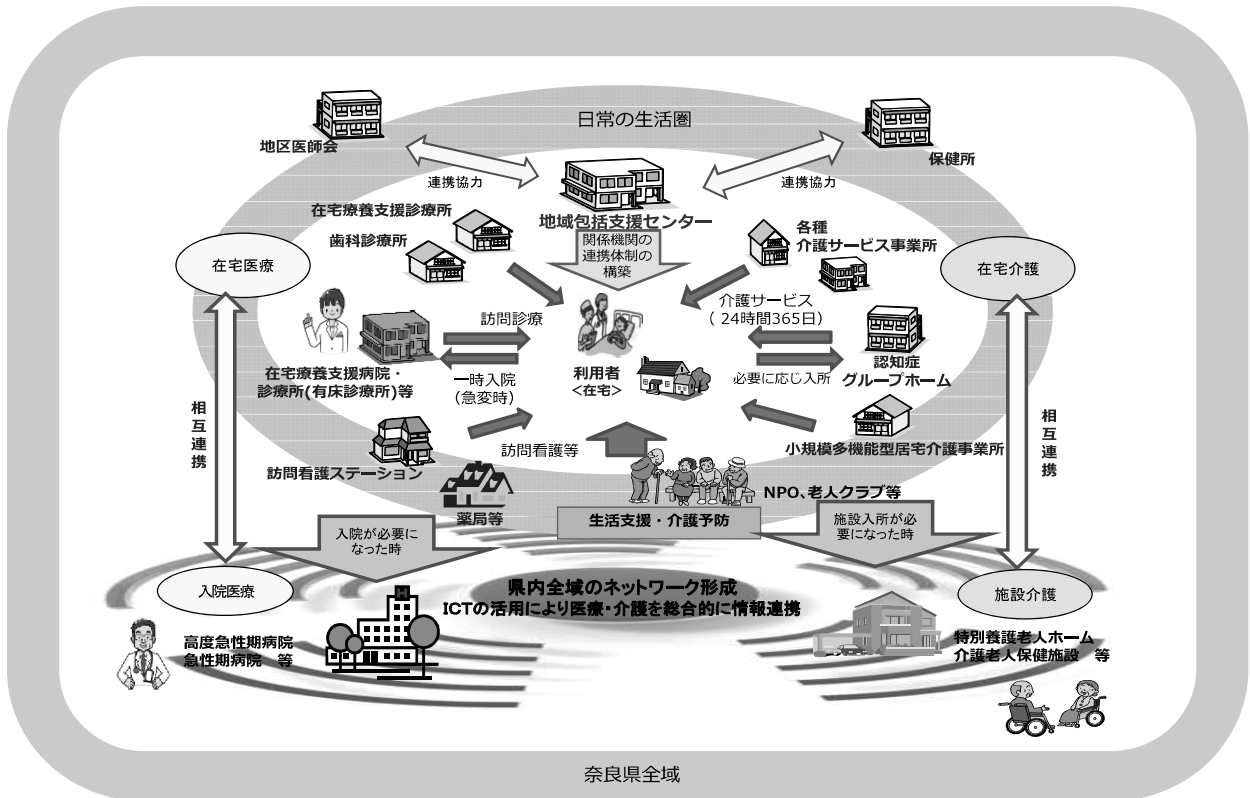 日常の生活圏
地区医師会
保健所
連携協力
連携協力
在宅療養支援診療所
歯科診療所
地域包括支援センター
関係機関の
連携体制の
構築
各種
介護サービス事業所
在宅医療
在宅介護
訪問診療
介護サービス
(24時間365日)
在宅療養支援病院・
診療所(有床診療所)等
一時入院
(急変時)
利用者
<在宅>
必要に応じ入所
認知症
グループホーム
相互連携
相互連携
訪問看護等
訪問看護ステーション
小規模多機能型居宅介護事業所
薬局等
NPO、老人クラブ等
生活支援・介護予防
入院が必要に
なった時
施設入所が必
要になった時
入院医療
県内全域のネットワーク形成
ICTの活用により医療・介護を総合的に情報連携
施設介護
高度急性期病院
急性期病院 等
H
特別養護老人ホーム
介護老人保健施設 等
奈良県全域